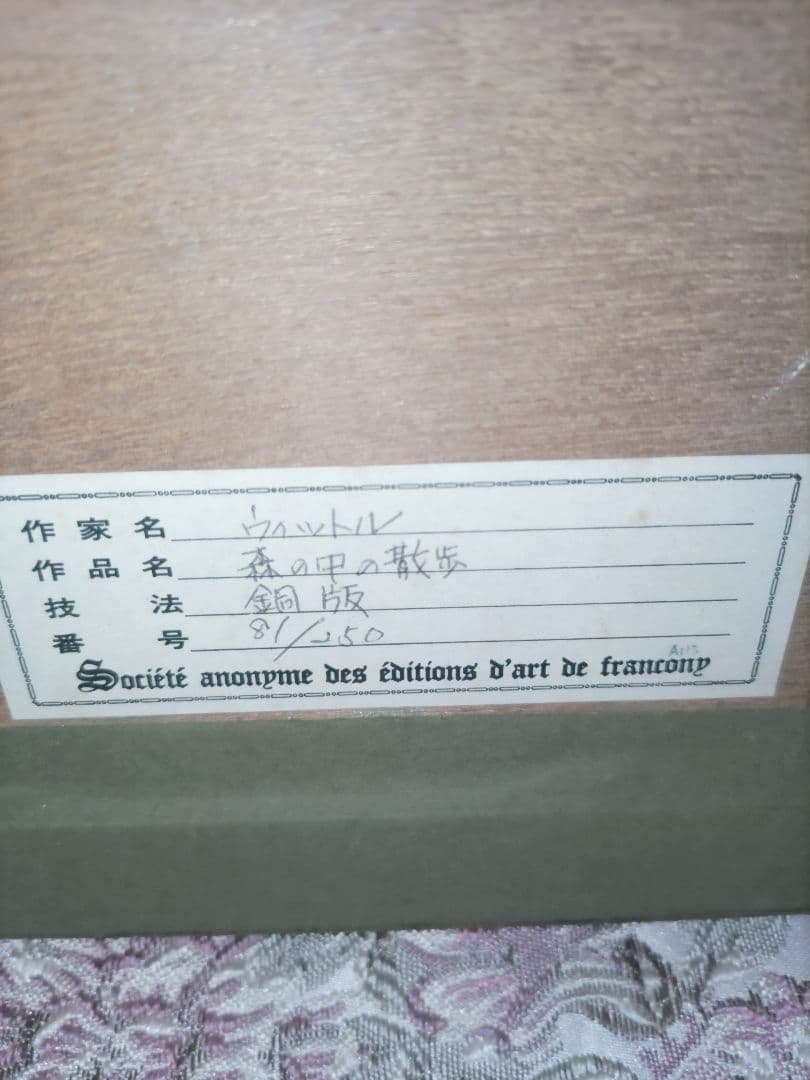 作家名 ウィットル
作品名 森の中の散歩
技法 銅版
番号 81/250
Société anonyme des éditions d'art de francony